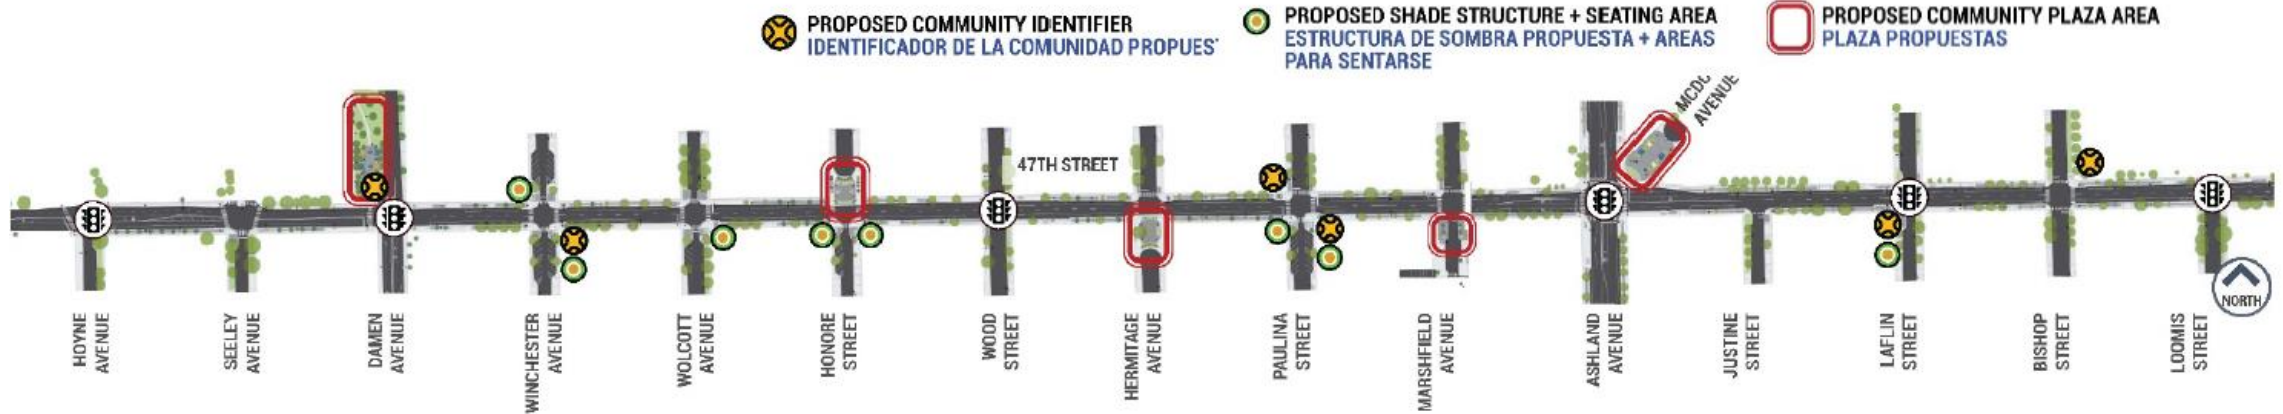 PROPOSED COMMUNITY IDENTIFIER
IDENTIFICADOR DE LA COMUNIDAD PROPUES
PROPOSED SHADE STRUCTURE + SEATING AREA
ESTRUCTURA DE SOMBRA PROPUESTA + AREAS
PARA SENTARSE
PROPOSED COMMUNITY PLAZA AREA
PLAZA PROPUESTAS
AVENUE
47TH STREET
HOYNE
AVENUE
SEELEY
AVENUE
DAMEN
AVENUE
WINCHESTER
AVENUE
WOLCOTT
AVENUE
HONORE
STREET
WOOD
STREET
HERMITAGE
AVENUE
PAULINA
STREET
MARSHFIELD
AVENUE
ASHLAND
AVENUE
JUSTINE
STREET
LAFLIN
STREET
BISHOP
STREET
LOOMIS
STREET
NORTH